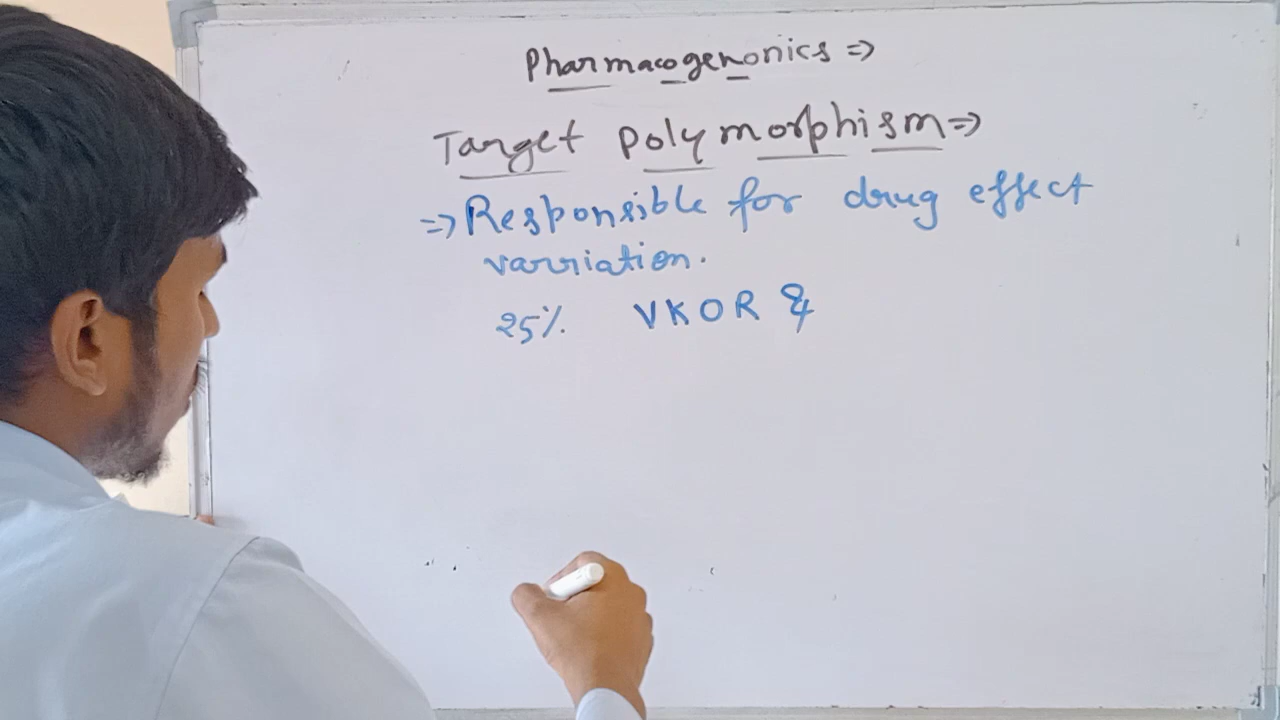 Pharmacogenonics =>
Target polymorphism =>
=> Responsible for drug effect
varriation.
25% VKOR &